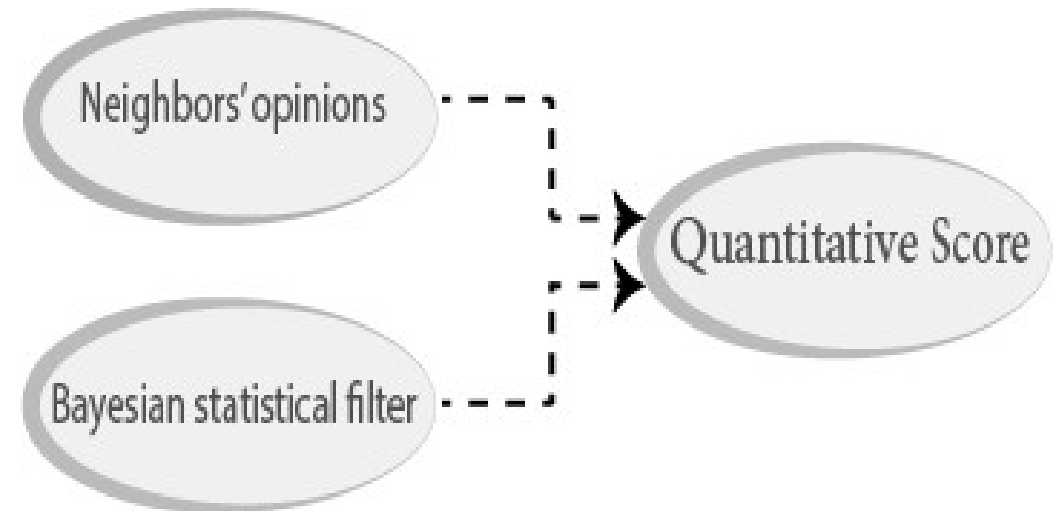 Neighbors' opinions
Quantitative Score
Bayesian statistical filter